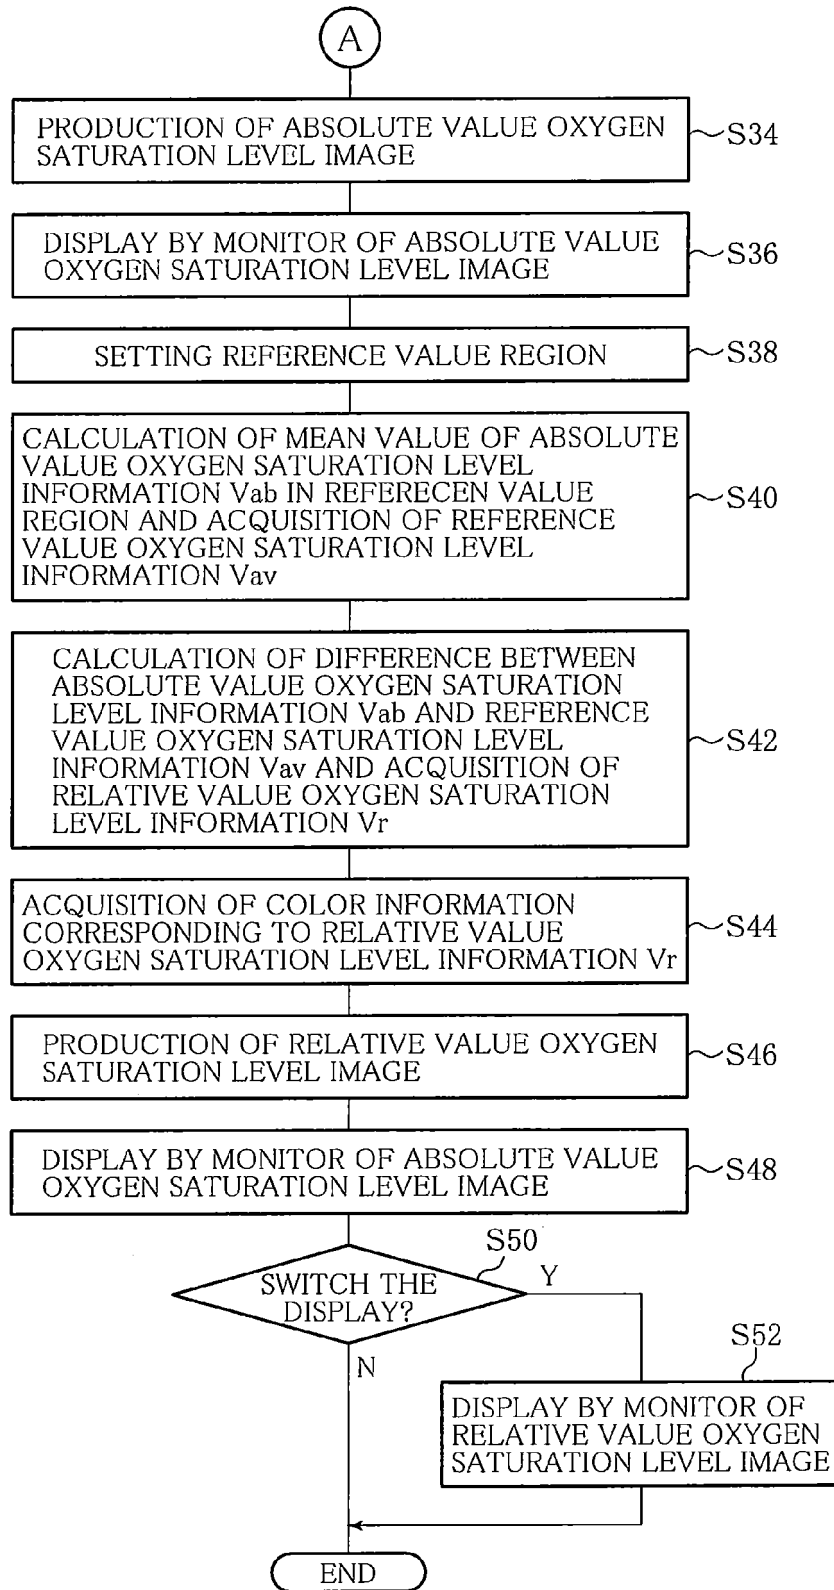 A
PRODUCTION OF ABSOLUTE VALUE OXYGEN
SATURATION LEVEL IMAGE
S34
DISPLAY BY MONITOR OF ABSOLUTE VALUE
OXYGEN SATURATION LEVEL IMAGE
S36
SETTING REFERENCE VALUE REGION
S38
CALCULATION OF MEAN VALUE OF ABSOLUTE
VALUE OXYGEN SATURATION LEVEL
INFORMATION Vab IN REFERECEN VALUE
REGION AND ACQUISITION OF REFERENCE
VALUE OXYGEN SATURATION LEVEL
INFORMATION Vav
S40
CALCULATION OF DIFFERENCE BETWEEN
ABSOLUTE VALUE OXYGEN SATURATION
LEVEL INFORMATION Vab AND REFERENCE
VALUE OXYGEN SATURATION LEVEL
INFORMATION Vav AND ACQUISITION OF
RELATIVE VALUE OXYGEN SATURATION
LEVEL INFORMATION Vr
S42
ACQUISITION OF COLOR INFORMATION
CORRESPONDING TO RELATIVE VALUE
OXYGEN SATURATION LEVEL INFORMATION Vr
S44
PRODUCTION OF RELATIVE VALUE OXYGEN
SATURATION LEVEL IMAGE
S46
DISPLAY BY MONITOR OF ABSOLUTE VALUE
OXYGEN SATURATION LEVEL IMAGE
S48
S50
SWITCH THE
DISPLAY?
Y
N
S52
DISPLAY BY MONITOR OF
RELATIVE VALUE OXYGEN
SATURATION LEVEL IMAGE
END